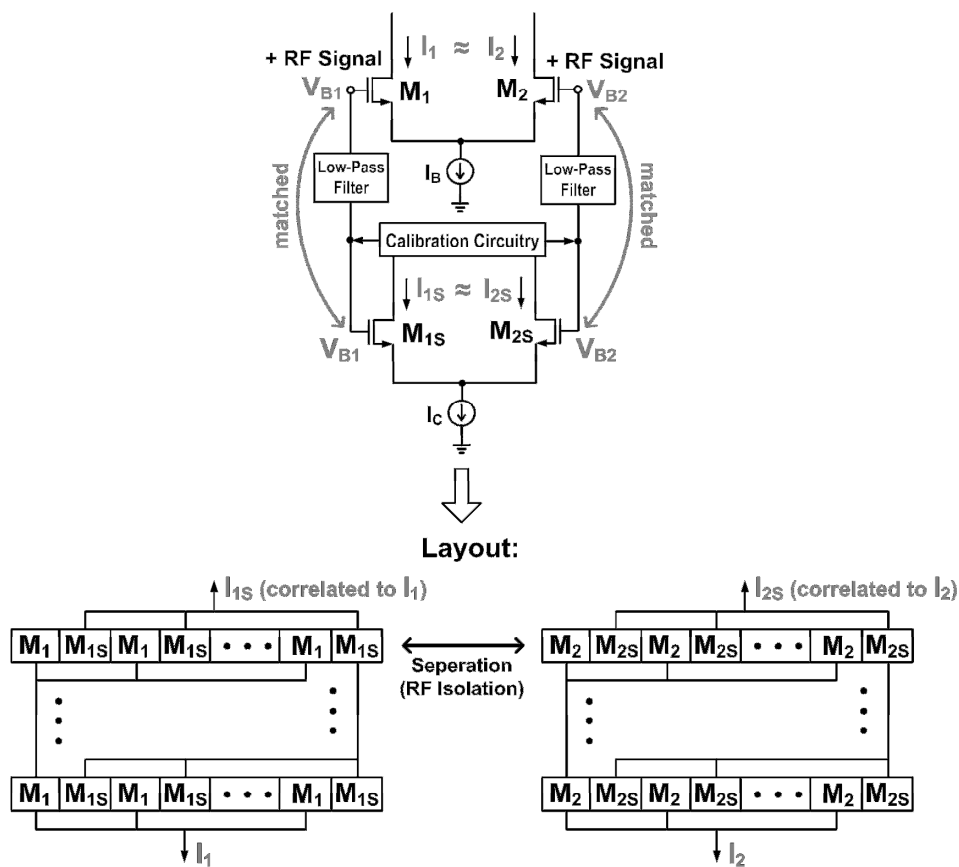 I1 ≈ I2
+ RF Signal
+ RF Signal
VB1
M1
M2
VB2
Low-Pass
Filter
IB
Low-Pass
Filter
matched
matched
Calibration Circuitry
I1S ≈ I2S
M1S
M2S
VB1
VB2
IC
Layout:
I1S (correlated to I1)
I2S (correlated to I2)
M1 M1S M1 M1S • • • M1 M1S
M2 M2S M2 M2S • • • M2 M2S
Seperation
(RF Isolation)
M1 M1S M1 M1S • • • M1 M1S
M2 M2S M2 M2S • • • M2 M2S
I1
I2